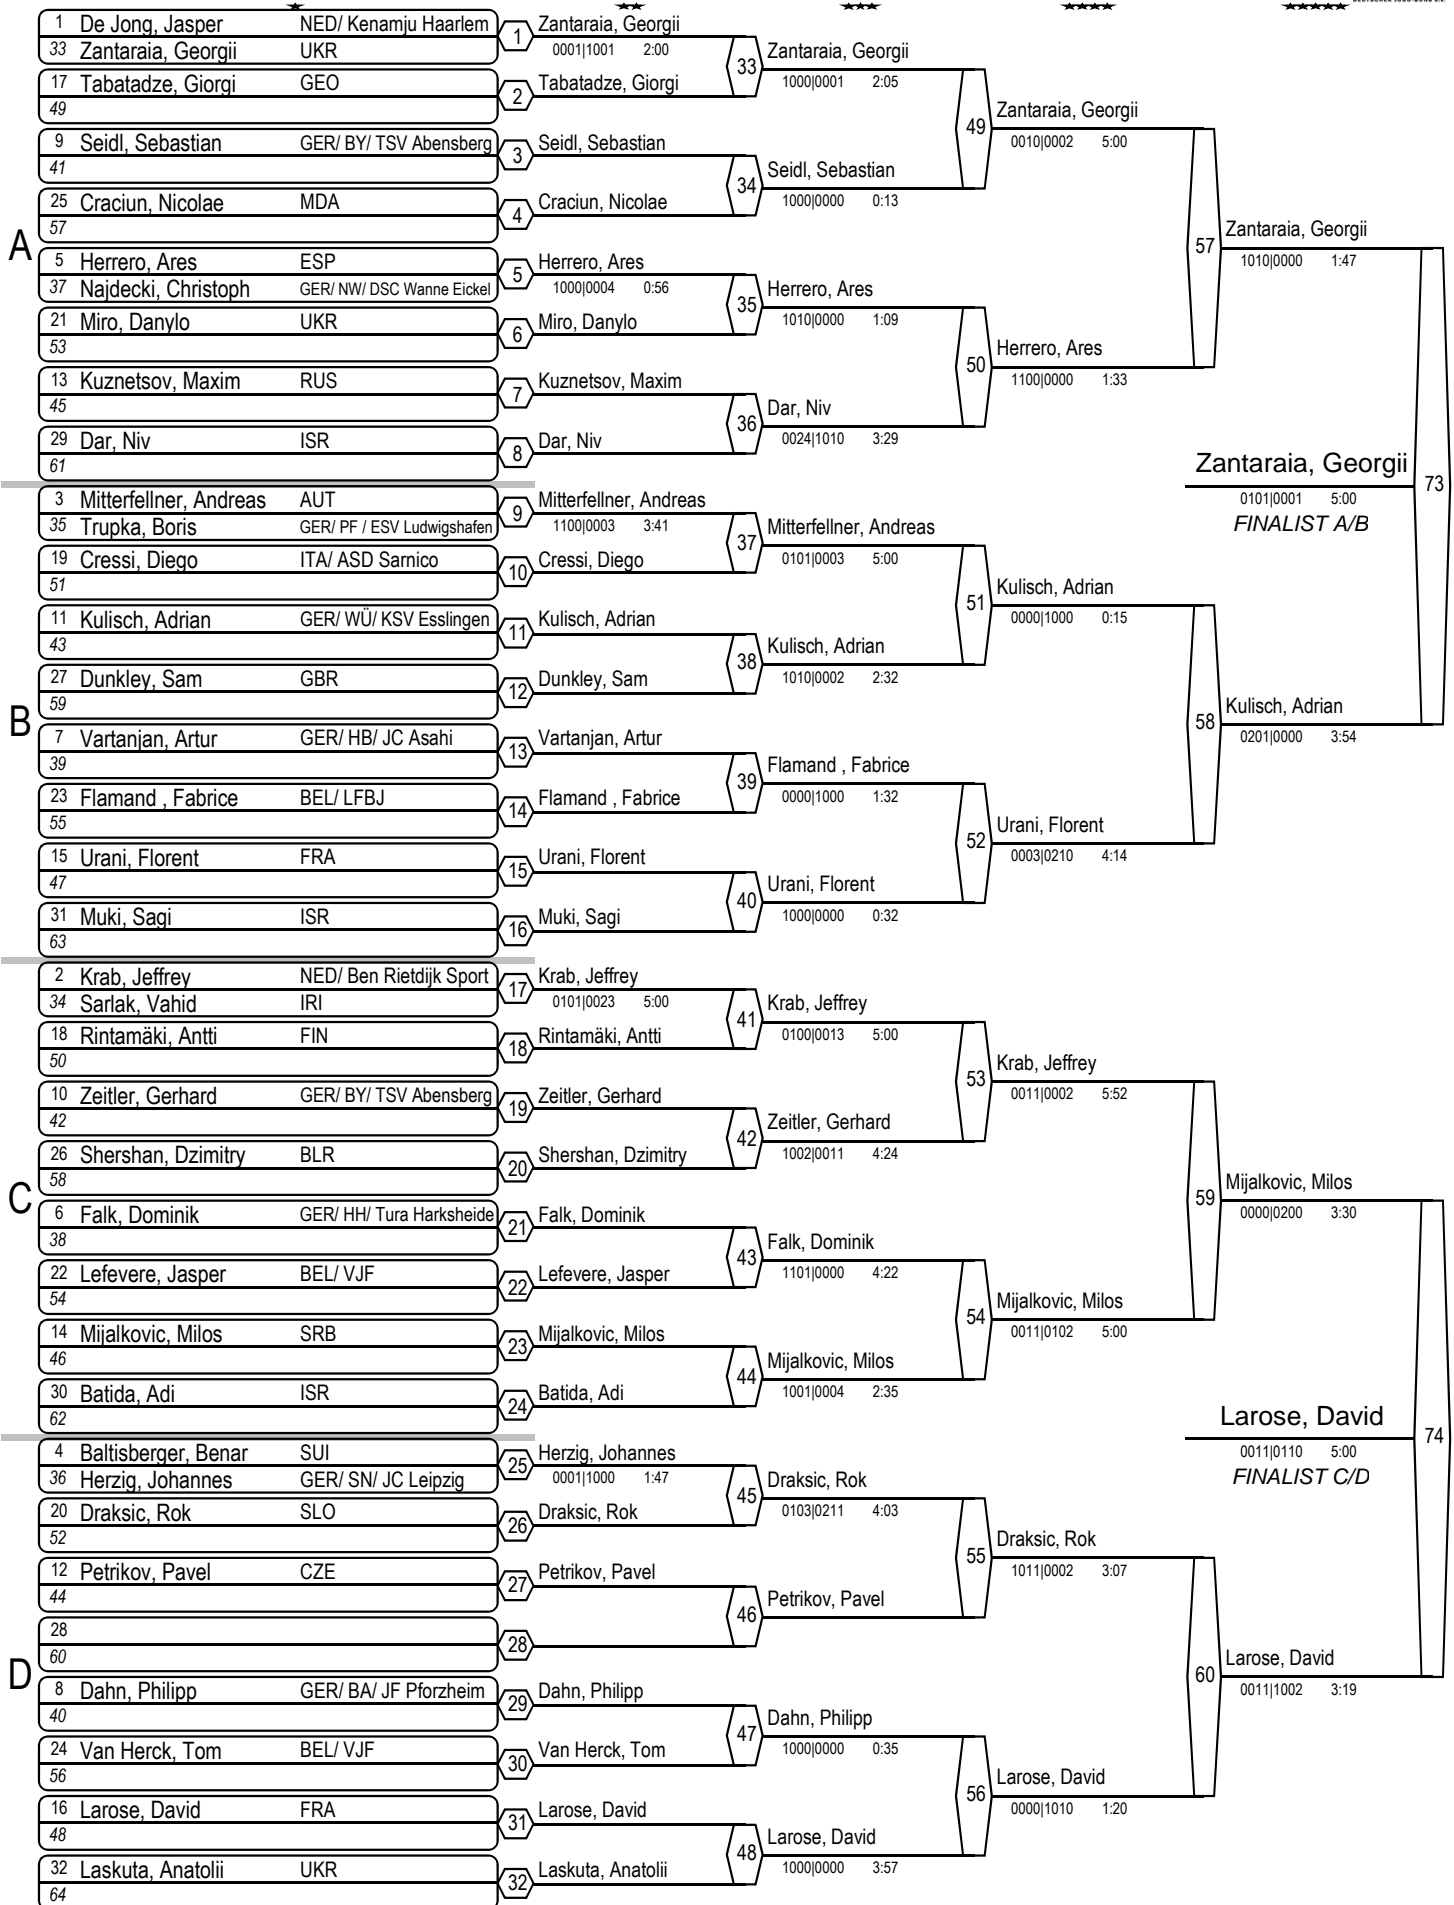 1 De Jong, Jasper NED/ Kenamju Haarlem
33 Zantaraia, Georgii UKR
1 Zantaraia, Georgii
0001|1001 2:00
17 Tabatadze, Giorgi GEO
49
2 Tabatadze, Giorgi
33 Zantaraia, Georgii
1000|0001 2:05
9 Seidl, Sebastian GER/ BY/ TSV Abensberg
41
3 Seidl, Sebastian
25 Craciun, Nicolae MDA
57
4 Craciun, Nicolae
34 Seidl, Sebastian
1000|0000 0:13
49 Zantaraia, Georgii
0010|0002 5:00
A
5 Herrero, Ares ESP
37 Najdecki, Christoph GER/ NW/ DSC Wanne Eickel
5 Herrero, Ares
1000|0004 0:56
21 Miro, Danylo UKR
53
6 Miro, Danylo
35 Herrero, Ares
1010|0000 1:09
13 Kuznetsov, Maxim RUS
45
7 Kuznetsov, Maxim
29 Dar, Niv ISR
61
8 Dar, Niv
36 Dar, Niv
0024|1010 3:29
50 Herrero, Ares
1100|0000 1:33
57 Zantaraia, Georgii
1010|0000 1:47
3 Mitterfellner, Andreas AUT
35 Trupka, Boris GER/ PF / ESV Ludwigshafen
9 Mitterfellner, Andreas
1100|0003 3:41
19 Cressi, Diego ITA/ ASD Sarnico
51
10 Cressi, Diego
37 Mitterfellner, Andreas
0101|0003 5:00
11 Kulisch, Adrian GER/ WÜ/ KSV Esslingen
43
11 Kulisch, Adrian
27 Dunkley, Sam GBR
59
12 Dunkley, Sam
38 Kulisch, Adrian
1010|0002 2:32
51 Kulisch, Adrian
0000|1000 0:15
B
7 Vartanjan, Artur GER/ HB/ JC Asahi
39
13 Vartanjan, Artur
23 Flamand , Fabrice BEL/ LFBJ
55
14 Flamand , Fabrice
39 Flamand , Fabrice
0000|1000 1:32
15 Urani, Florent FRA
47
15 Urani, Florent
31 Muki, Sagi ISR
63
16 Muki, Sagi
40 Urani, Florent
1000|0000 0:32
52 Urani, Florent
0003|0210 4:14
58 Kulisch, Adrian
0201|0000 3:54
Zantaraia, Georgii 73
0101|0001 5:00
FINALIST A/B
2 Krab, Jeffrey NED/ Ben Rietdijk Sport
34 Sarlak, Vahid IRI
17 Krab, Jeffrey
0101|0023 5:00
18 Rintamäki, Antti FIN
50
18 Rintamäki, Antti
41 Krab, Jeffrey
0100|0013 5:00
10 Zeitler, Gerhard GER/ BY/ TSV Abensberg
42
19 Zeitler, Gerhard
26 Shershan, Dzimitry BLR
58
20 Shershan, Dzimitry
42 Zeitler, Gerhard
1002|0011 4:24
53 Krab, Jeffrey
0011|0002 5:52
C
6 Falk, Dominik GER/ HH/ Tura Harksheide
38
21 Falk, Dominik
22 Lefevere, Jasper BEL/ VJF
54
22 Lefevere, Jasper
43 Falk, Dominik
1101|0000 4:22
14 Mijalkovic, Milos SRB
46
23 Mijalkovic, Milos
30 Batida, Adi ISR
62
24 Batida, Adi
44 Mijalkovic, Milos
1001|0004 2:35
54 Mijalkovic, Milos
0011|0102 5:00
59 Mijalkovic, Milos
0000|0200 3:30
4 Baltisberger, Benar SUI
36 Herzig, Johannes GER/ SN/ JC Leipzig
25 Herzig, Johannes
0001|1000 1:47
20 Draksic, Rok SLO
52
26 Draksic, Rok
45 Draksic, Rok
0103|0211 4:03
12 Petrikov, Pavel CZE
44
27 Petrikov, Pavel
28
60
28
46 Petrikov, Pavel
55 Draksic, Rok
1011|0002 3:07
D
8 Dahn, Philipp GER/ BA/ JF Pforzheim
40
29 Dahn, Philipp
24 Van Herck, Tom BEL/ VJF
56
30 Van Herck, Tom
47 Dahn, Philipp
1000|0000 0:35
16 Larose, David FRA
48
31 Larose, David
32 Laskuta, Anatolii UKR
64
32 Laskuta, Anatolii
48 Larose, David
1000|0000 3:57
56 Larose, David
0000|1010 1:20
60 Larose, David
0011|1002 3:19
Larose, David 74
0011|0110 5:00
FINALIST C/D